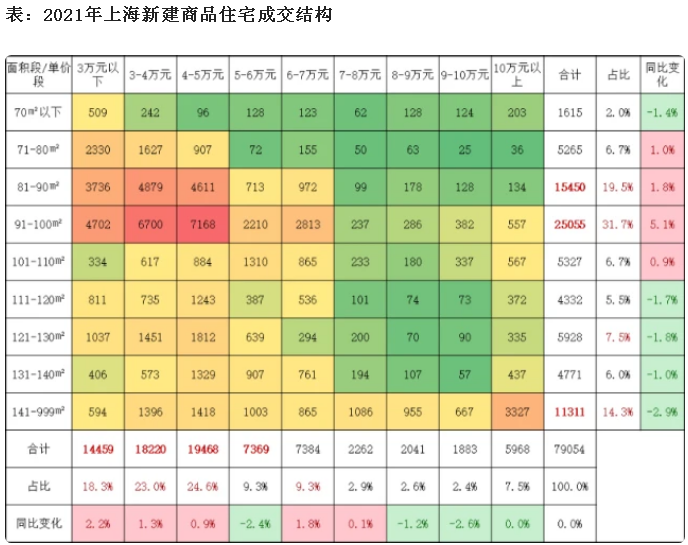 表：2021年上海新建商品住宅成交结构
面积段/单价段 3万元以下 3-4万元 4-5万元 5-6万元 6-7万元 7-8万元 8-9万元 9-10万元 10万元以上 合计 占比 同比变化
70㎡以下 509 242 96 128 123 62 128 124 203 1615 2.0% -1.4%
71-80㎡ 2330 1627 907 72 155 50 63 25 36 5265 6.7% 1.0%
81-90㎡ 3736 4879 4611 713 972 99 178 128 134 15450 19.5% 1.8%
91-100㎡ 4702 6700 7168 2210 2813 237 286 382 557 25055 31.7% 5.1%
101-110㎡ 334 617 884 1310 865 233 180 337 567 5327 6.7% 0.9%
111-120㎡ 811 735 1243 387 536 101 74 73 372 4332 5.5% -1.7%
121-130㎡ 1037 1451 1812 639 294 200 70 90 335 5928 7.5% -1.8%
131-140㎡ 406 573 1329 907 761 194 107 57 437 4771 6.0% -1.0%
141-999㎡ 594 1396 1418 1003 865 1086 955 667 3327 11311 14.3% -2.9%
合计 14459 18220 19468 7369 7384 2262 2041 1883 5968 79054
占比 18.3% 23.0% 24.6% 9.3% 9.3% 2.9% 2.6% 2.4% 7.5% 100.0%
同比变化 2.2% 1.3% 0.9% -2.4% 1.8% 0.1% -1.2% -2.6% 0.0% 0.0%